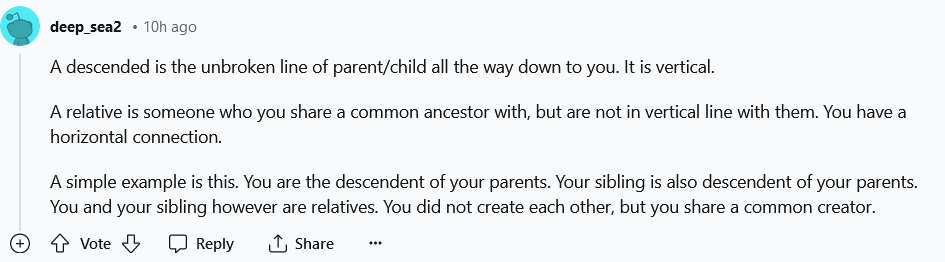 deep_sea2 • 10h ago
A descended is the unbroken line of parent/child all the way down to you. It is vertical.
A relative is someone who you share a common ancestor with, but are not in vertical line with them. You have a
horizontal connection.
A simple example is this. You are the descendent of your parents. Your sibling is also descendent of your parents.
You and your sibling however are relatives. You did not create each other, but you share a common creator.
Vote Reply Share